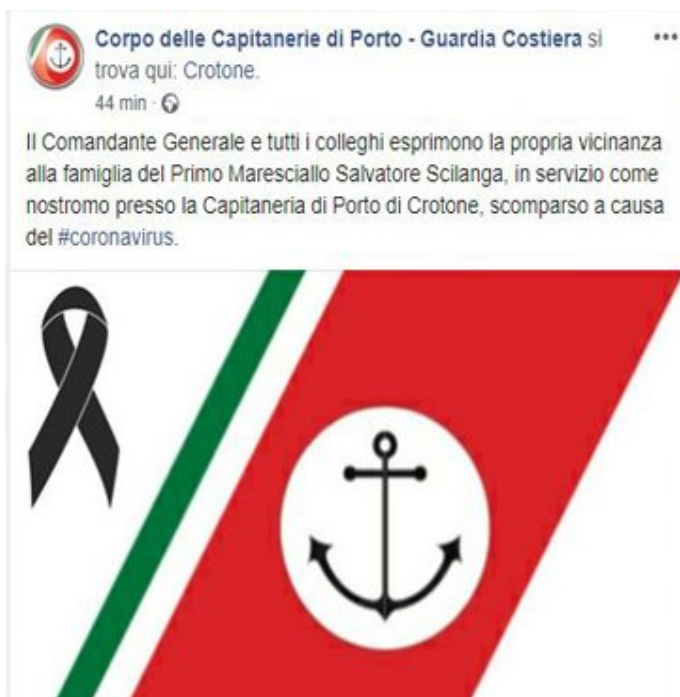 Corpo delle Capitanerie di Porto - Guardia Costiera si
trova qui: Crotone.
44 min ·
Il Comandante Generale e tutti i colleghi esprimono la propria vicinanza
alla famiglia del Primo Maresciallo Salvatore Scilanga, in servizio come
nostromo presso la Capitaneria di Porto di Crotone, scomparso a causa
del #coronavirus.